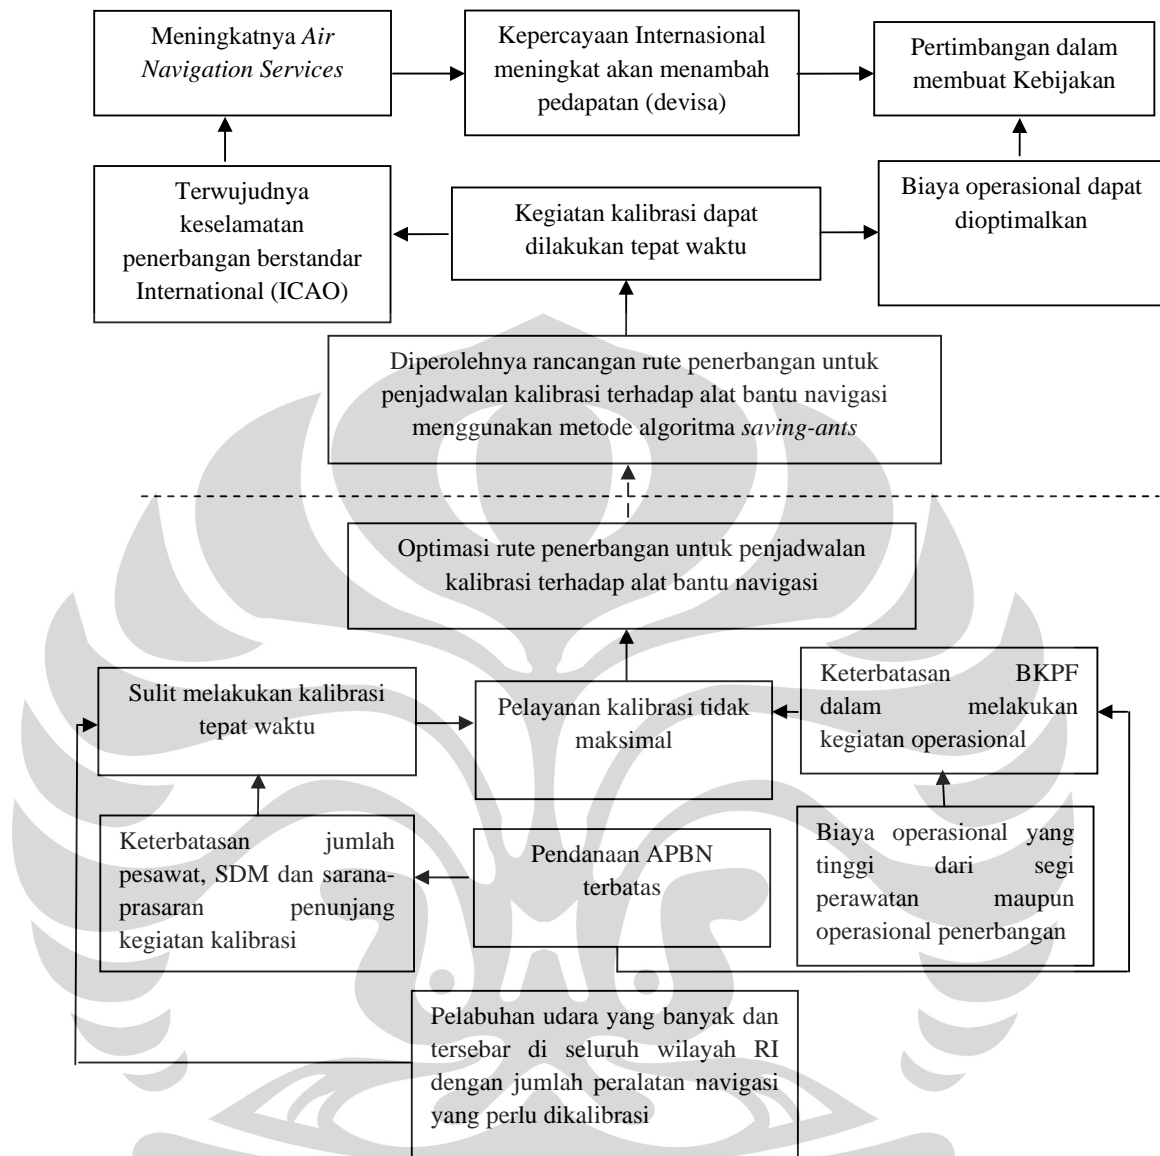 Meningkatnya Air
Navigation Services
Kepercayaan Internasional
meningkat akan menambah
pedapatan (devisa)
Pertimbangan dalam
membuat Kebijakan
Terwujudnya
keselamatan
penerbangan berstandar
International (ICAO)
Kegiatan kalibrasi dapat
dilakukan tepat waktu
Biaya operasional dapat
dioptimalkan
Diperolehnya rancangan rute penerbangan untuk
penjadwalan kalibrasi terhadap alat bantu navigasi
menggunakan metode algoritma saving-ants
Optimasi rute penerbangan untuk penjadwalan
kalibrasi terhadap alat bantu navigasi
Sulit melakukan kalibrasi
tepat waktu
Pelayanan kalibrasi tidak
maksimal
Keterbatasan BKPF
dalam melakukan
kegiatan operasional
Keterbatasan jumlah
pesawat, SDM dan sarana-
prasaran penunjang
kegiatan kalibrasi
Pendanaan APBN
terbatas
Biaya operasional yang
tinggi dari segi
perawatan maupun
operasional penerbangan
Pelabuhan udara yang banyak dan
tersebar di seluruh wilayah RI
dengan jumlah peralatan navigasi
yang perlu dikalibrasi